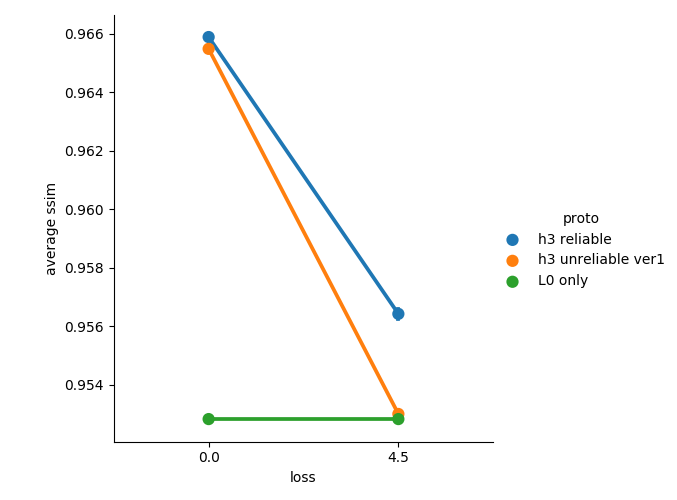 0.966
0.964
0.962
0.960
0.958
0.956
0.954
average ssim
0.0
4.5
loss
proto
h3 reliable
h3 unreliable ver1
L0 only